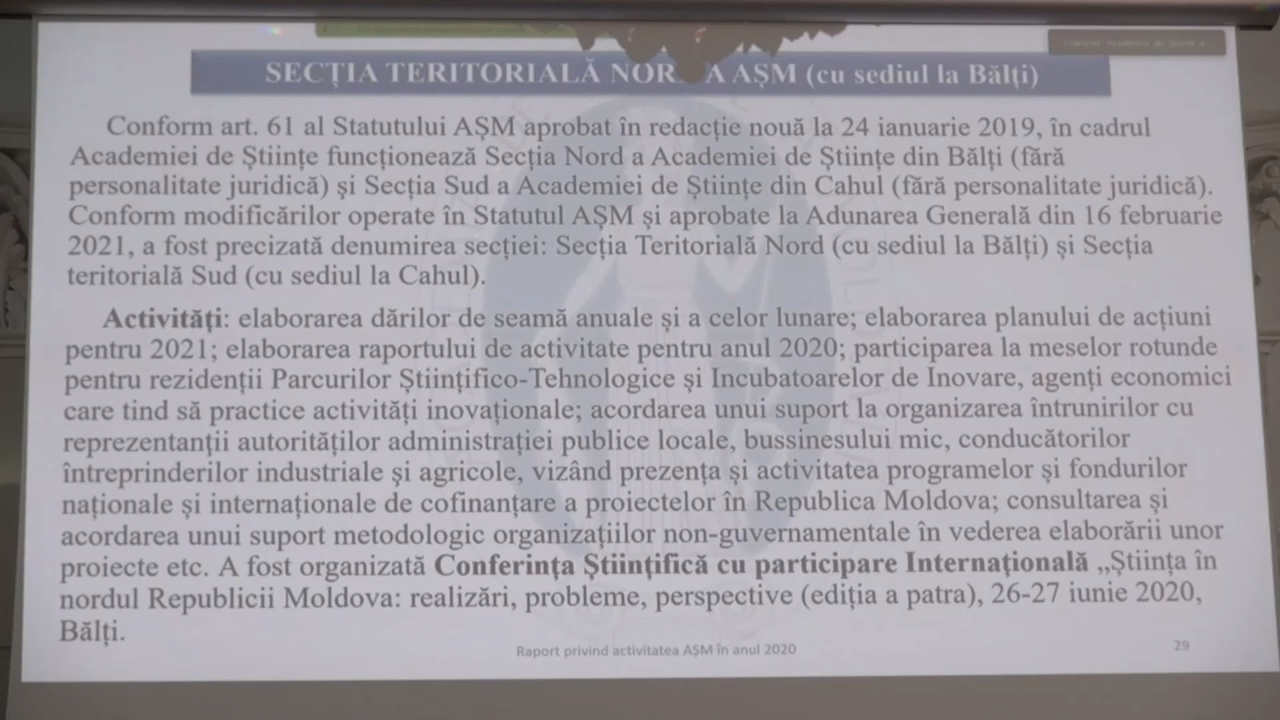 SECȚIA TERITORIALĂ NOR A AȘM (cu sediul la Bălți)
Conform art. 61 al Statutului AȘM aprobat în redacție nouă la 24 ianuarie 2019, în cadrul
Academiei de Științe funcționează Secția Nord a Academiei de Științe din Bălți (fără
personalitate juridică) și Secția Sud a Academiei de Științe din Cahul (fără personalitate juridică).
Conform modificărilor operate în Statutul AȘM și aprobate la Adunarea Generală din 16 februarie
2021, a fost precizată denumirea secției: Secția Teritorială Nord (cu sediul la Bălți) și Secția
teritorială Sud (cu sediul la Cahul).
Activități: elaborarea dărilor de seamă anuale și a celor lunare; elaborarea planului de acțiuni
pentru 2021; elaborarea raportului de activitate pentru anul 2020; participarea la meselor rotunde
pentru rezidenții Parcurilor Științifico-Tehnologice și Incubatoarelor de Inovare, agenți economici
care tind să practice activități inovaționale; acordarea unui suport la organizarea întrunirilor cu
reprezentanții autorităților administrației publice locale, bussinesului mic, conducătorilor
întreprinderilor industriale și agricole, vizând prezența și activitatea programelor și fondurilor
naționale și internaționale de cofinanțare a proiectelor în Republica Moldova; consultarea și
acordarea unui suport metodologic organizațiilor non-guvernamentale în vederea elaborării unor
proiecte etc. A fost organizată Conferința Științifică cu participare Internațională „Știința în
nordul Republicii Moldova: realizări, probleme, perspective (ediția a patra), 26-27 iunie 2020,
Bălți.
Raport privind activitatea AȘM în anul 2020
29